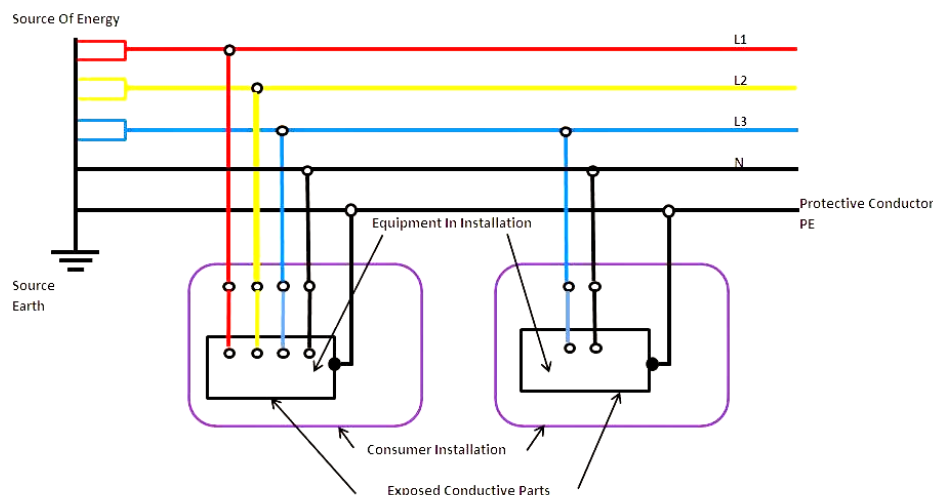 Source Of Energy
L1
L2
L3
N
Protective Conductor
PE
Equipment In Installation
Source
Earth
Consumer Installation
Exposed Conductive Parts